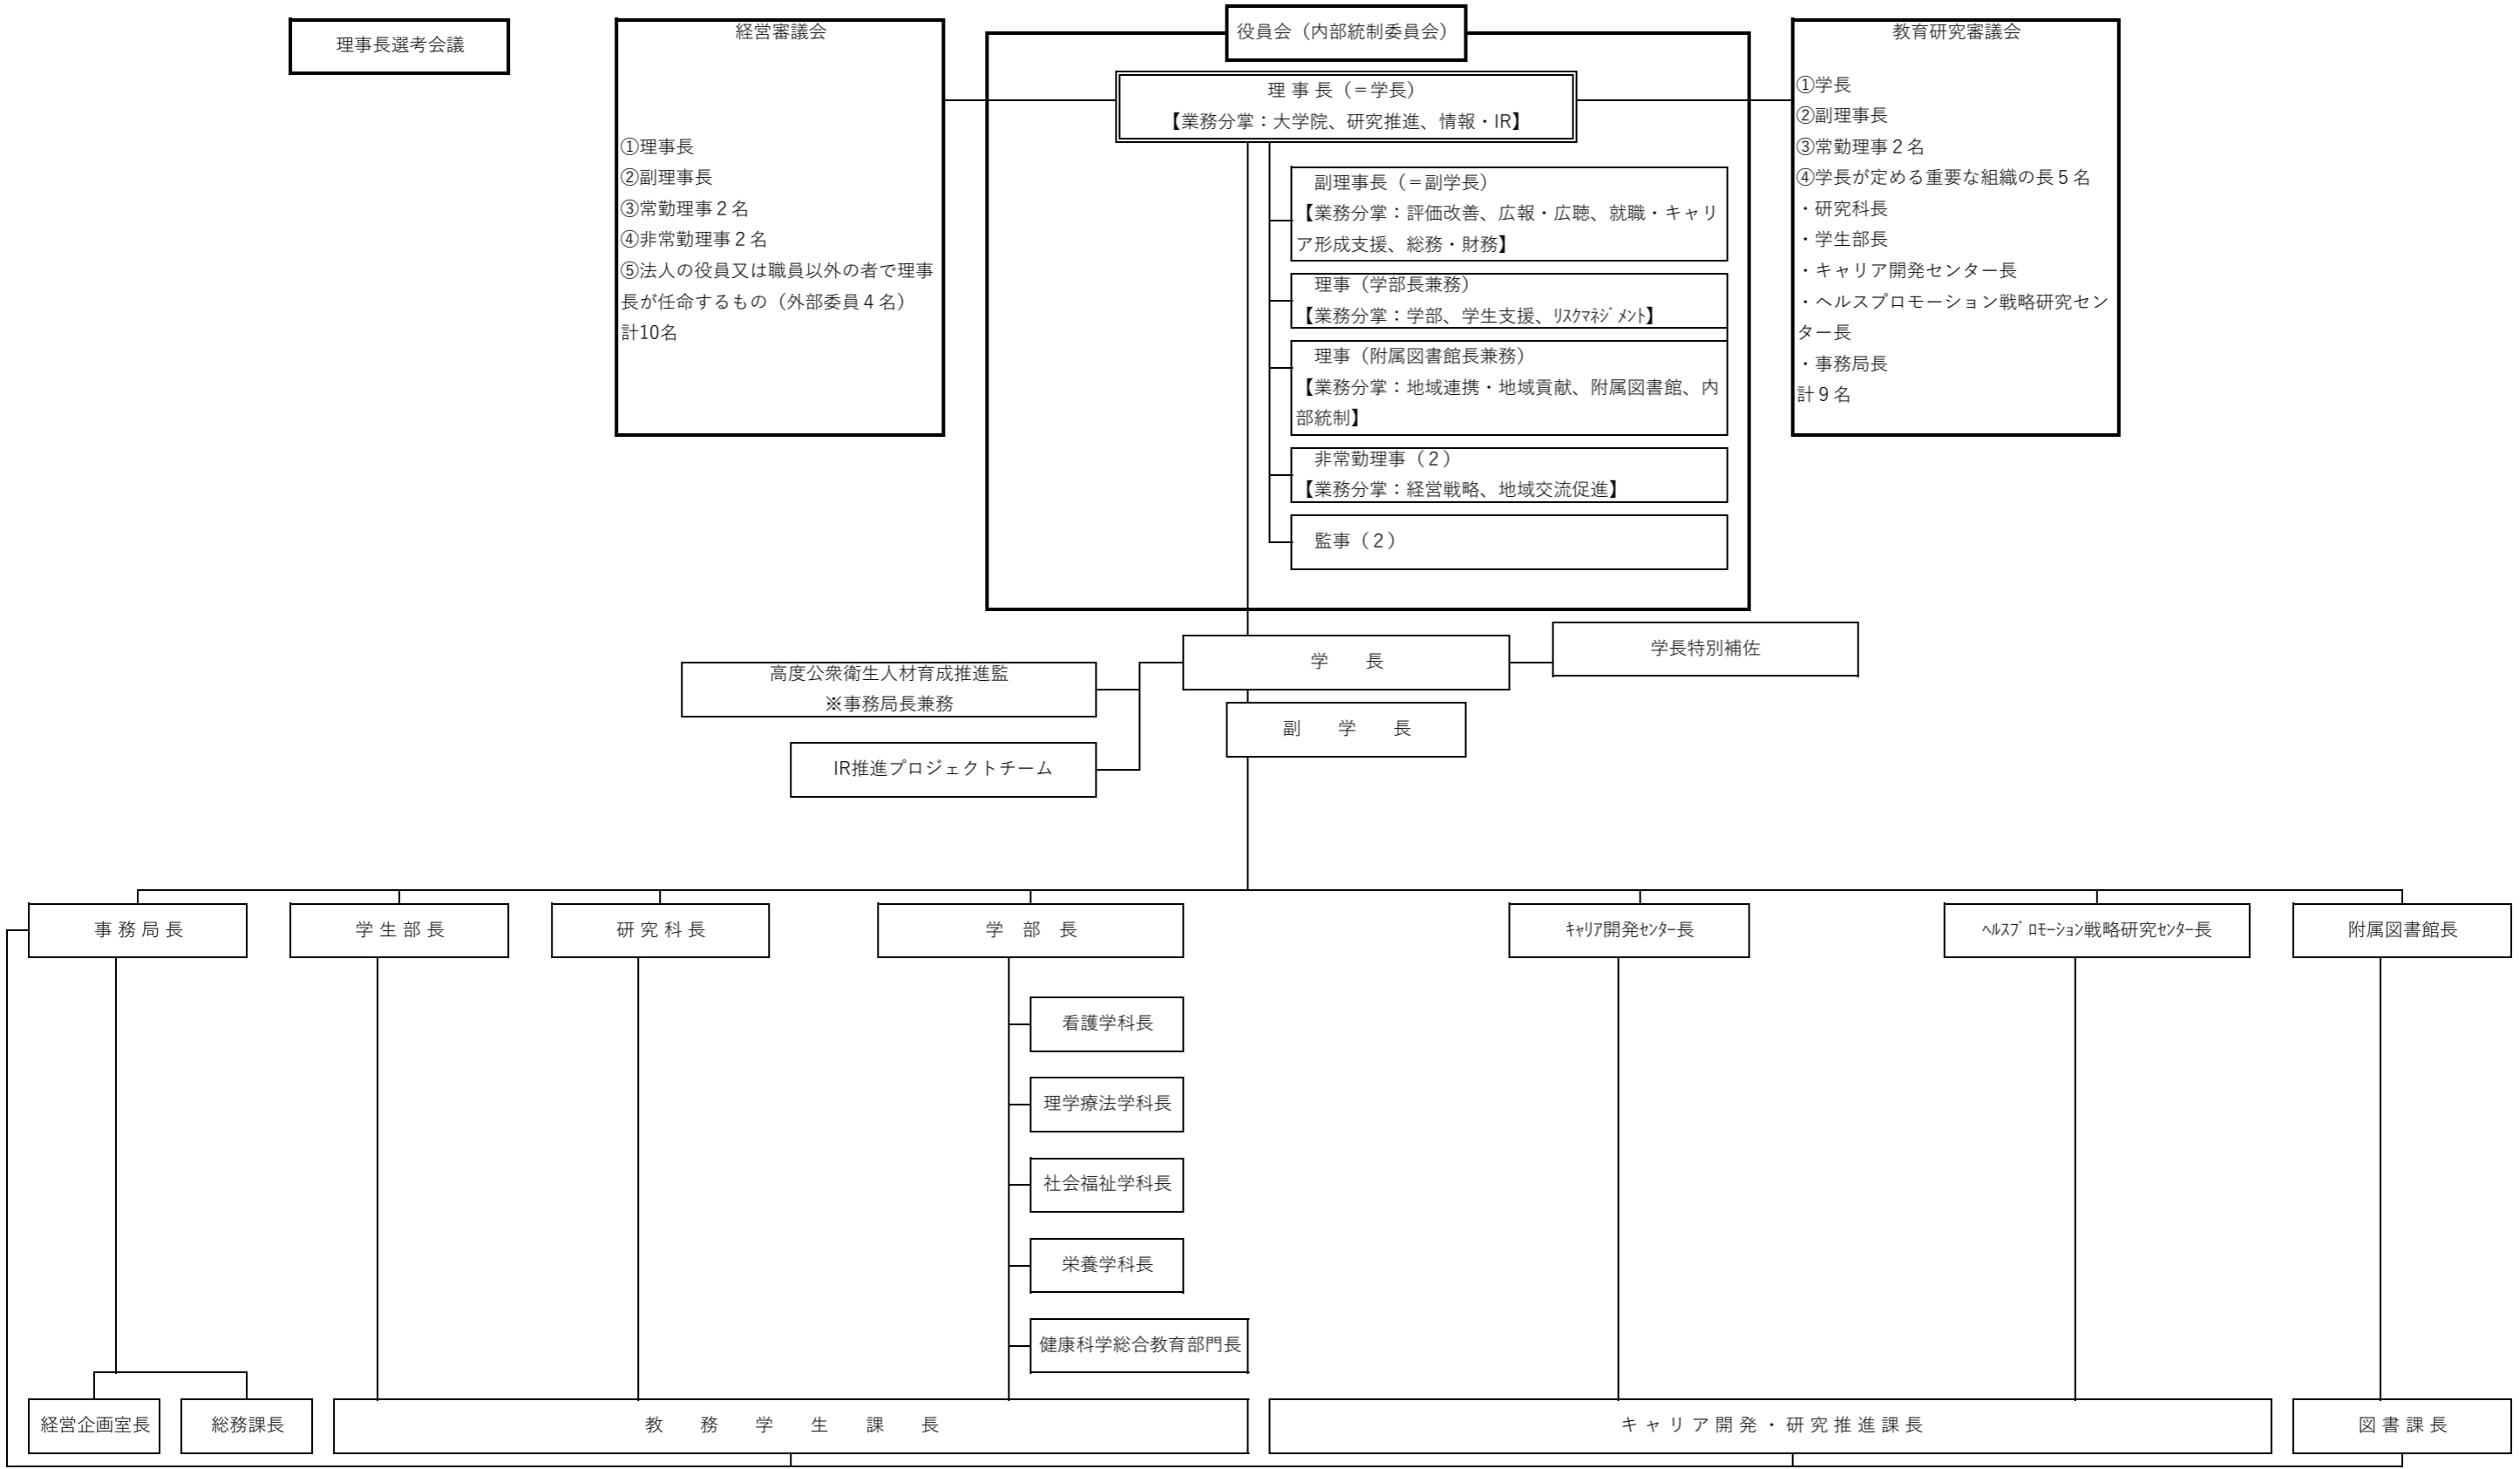 理事長選考会議
経営審議会
①理事長
②副理事長
③常勤理事２名
④非常勤理事２名
⑤法人の役員又は職員以外の者で理事
長が任命するもの（外部委員４名）
計10名
役員会（内部統制委員会）
理 事 長（＝学長）
【業務分掌：大学院、研究推進、情報・IR】
副理事長（＝副学長）
【業務分掌：評価改善、広報・広聴、就職・キャリ
ア形成支援、総務・財務】
理事（学部長兼務）
【業務分掌：学部、学生支援、ﾘｽｸﾏﾈｼﾞﾒﾝﾄ】
理事（附属図書館長兼務）
【業務分掌：地域連携・地域貢献、附属図書館、内
部統制】
非常勤理事（２）
【業務分掌：経営戦略、地域交流促進】
監事（２）
教育研究審議会
①学長
②副理事長
③常勤理事２名
④学長が定める重要な組織の長５名
・研究科長
・学生部長
・キャリア開発センター長
・ヘルスプロモーション戦略研究セン
ター長
・事務局長
計９名
学　　長
学長特別補佐
高度公衆衛生人材育成推進監
※事務局長兼務
副　　学　　長
IR推進プロジェクトチーム
事 務 局 長
学 生 部 長
研 究 科 長
学　部　長
ｷｬﾘｱ開発ｾﾝﾀｰ長
ﾍﾙｽﾌﾟﾛﾓｰｼｮﾝ戦略研究ｾﾝﾀｰ長
附属図書館長
看護学科長
理学療法学科長
社会福祉学科長
栄養学科長
健康科学総合教育部門長
経営企画室長
総務課長
教　　務　　学　　生　　課　　長
キ ャ リ ア 開 発 ・ 研 究 推 進 課 長
図 書 課 長